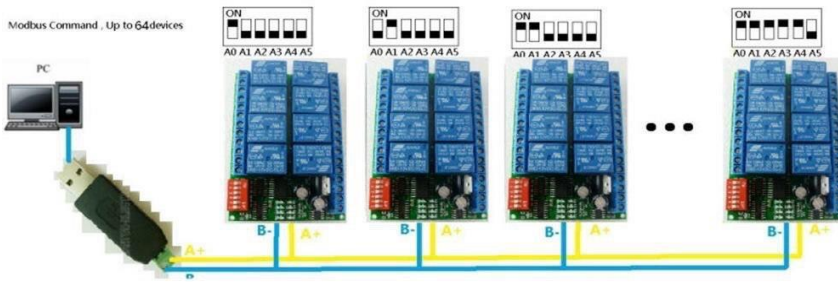 Modbus Command , Up to 64devices
PC
ON
A0 A1 A2 A3 A4 A5
ON
A0 A1 A2 A3 A4 A5
ON
A0 A1 A2 A3 A4 A5
ON
A0 A1 A2 A3 A4 A5
B- A+
B- A+
B- A+
B- A+
A+